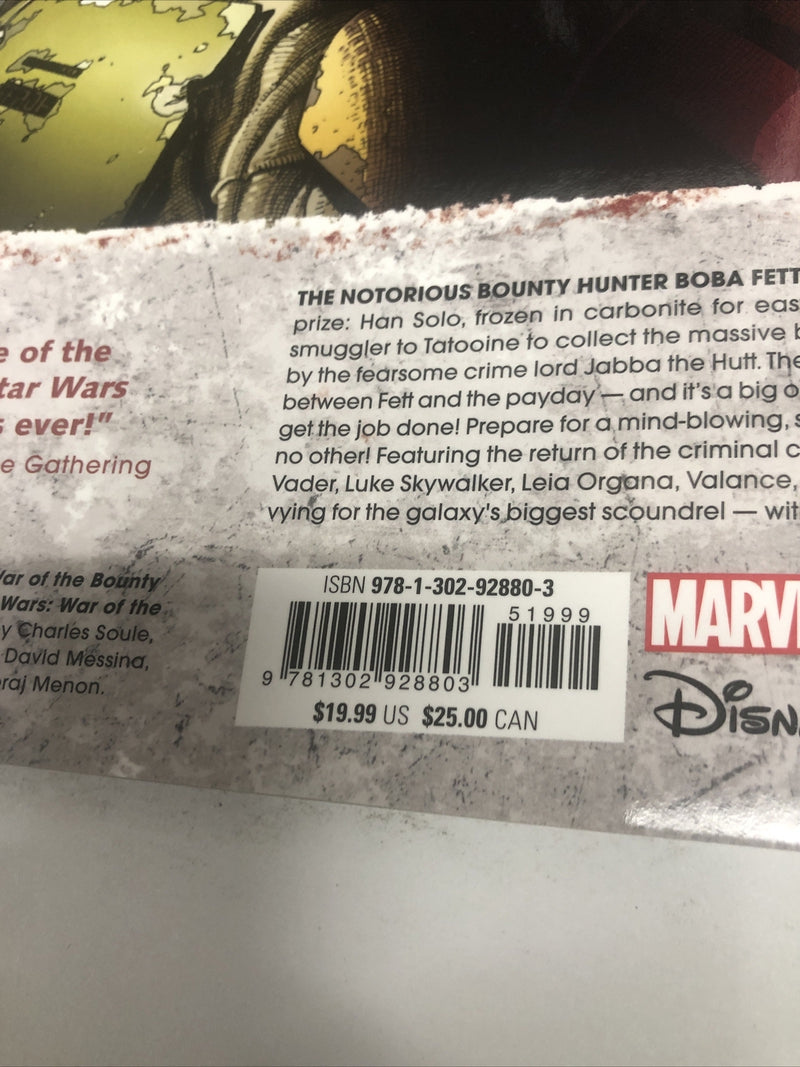 THE NOTORIOUS BOUNTY HUNTER BOBA FETT
prize: Han Solo, frozen in carbonite for eas
smuggler to Tatooine to collect the massive b
by the fearsome crime lord Jabba the Hutt. The
between Fett and the payday — and it's a big o
get the job done! Prepare for a mind-blowing, s
no other! Featuring the return of the criminal c
Vader, Luke Skywalker, Leia Organa, Valance,
vying for the galaxy's biggest scoundrel — wit
e of the
tar Wars
s ever!"
e Gathering
War of the Bounty
Wars: War of the
y Charles Soule,
David Messina,
raj Menon.
ISBN 978-1-302-92880-3
51999
9 781302 928803
$19.99 US $25.00 CAN
MARV
DISN